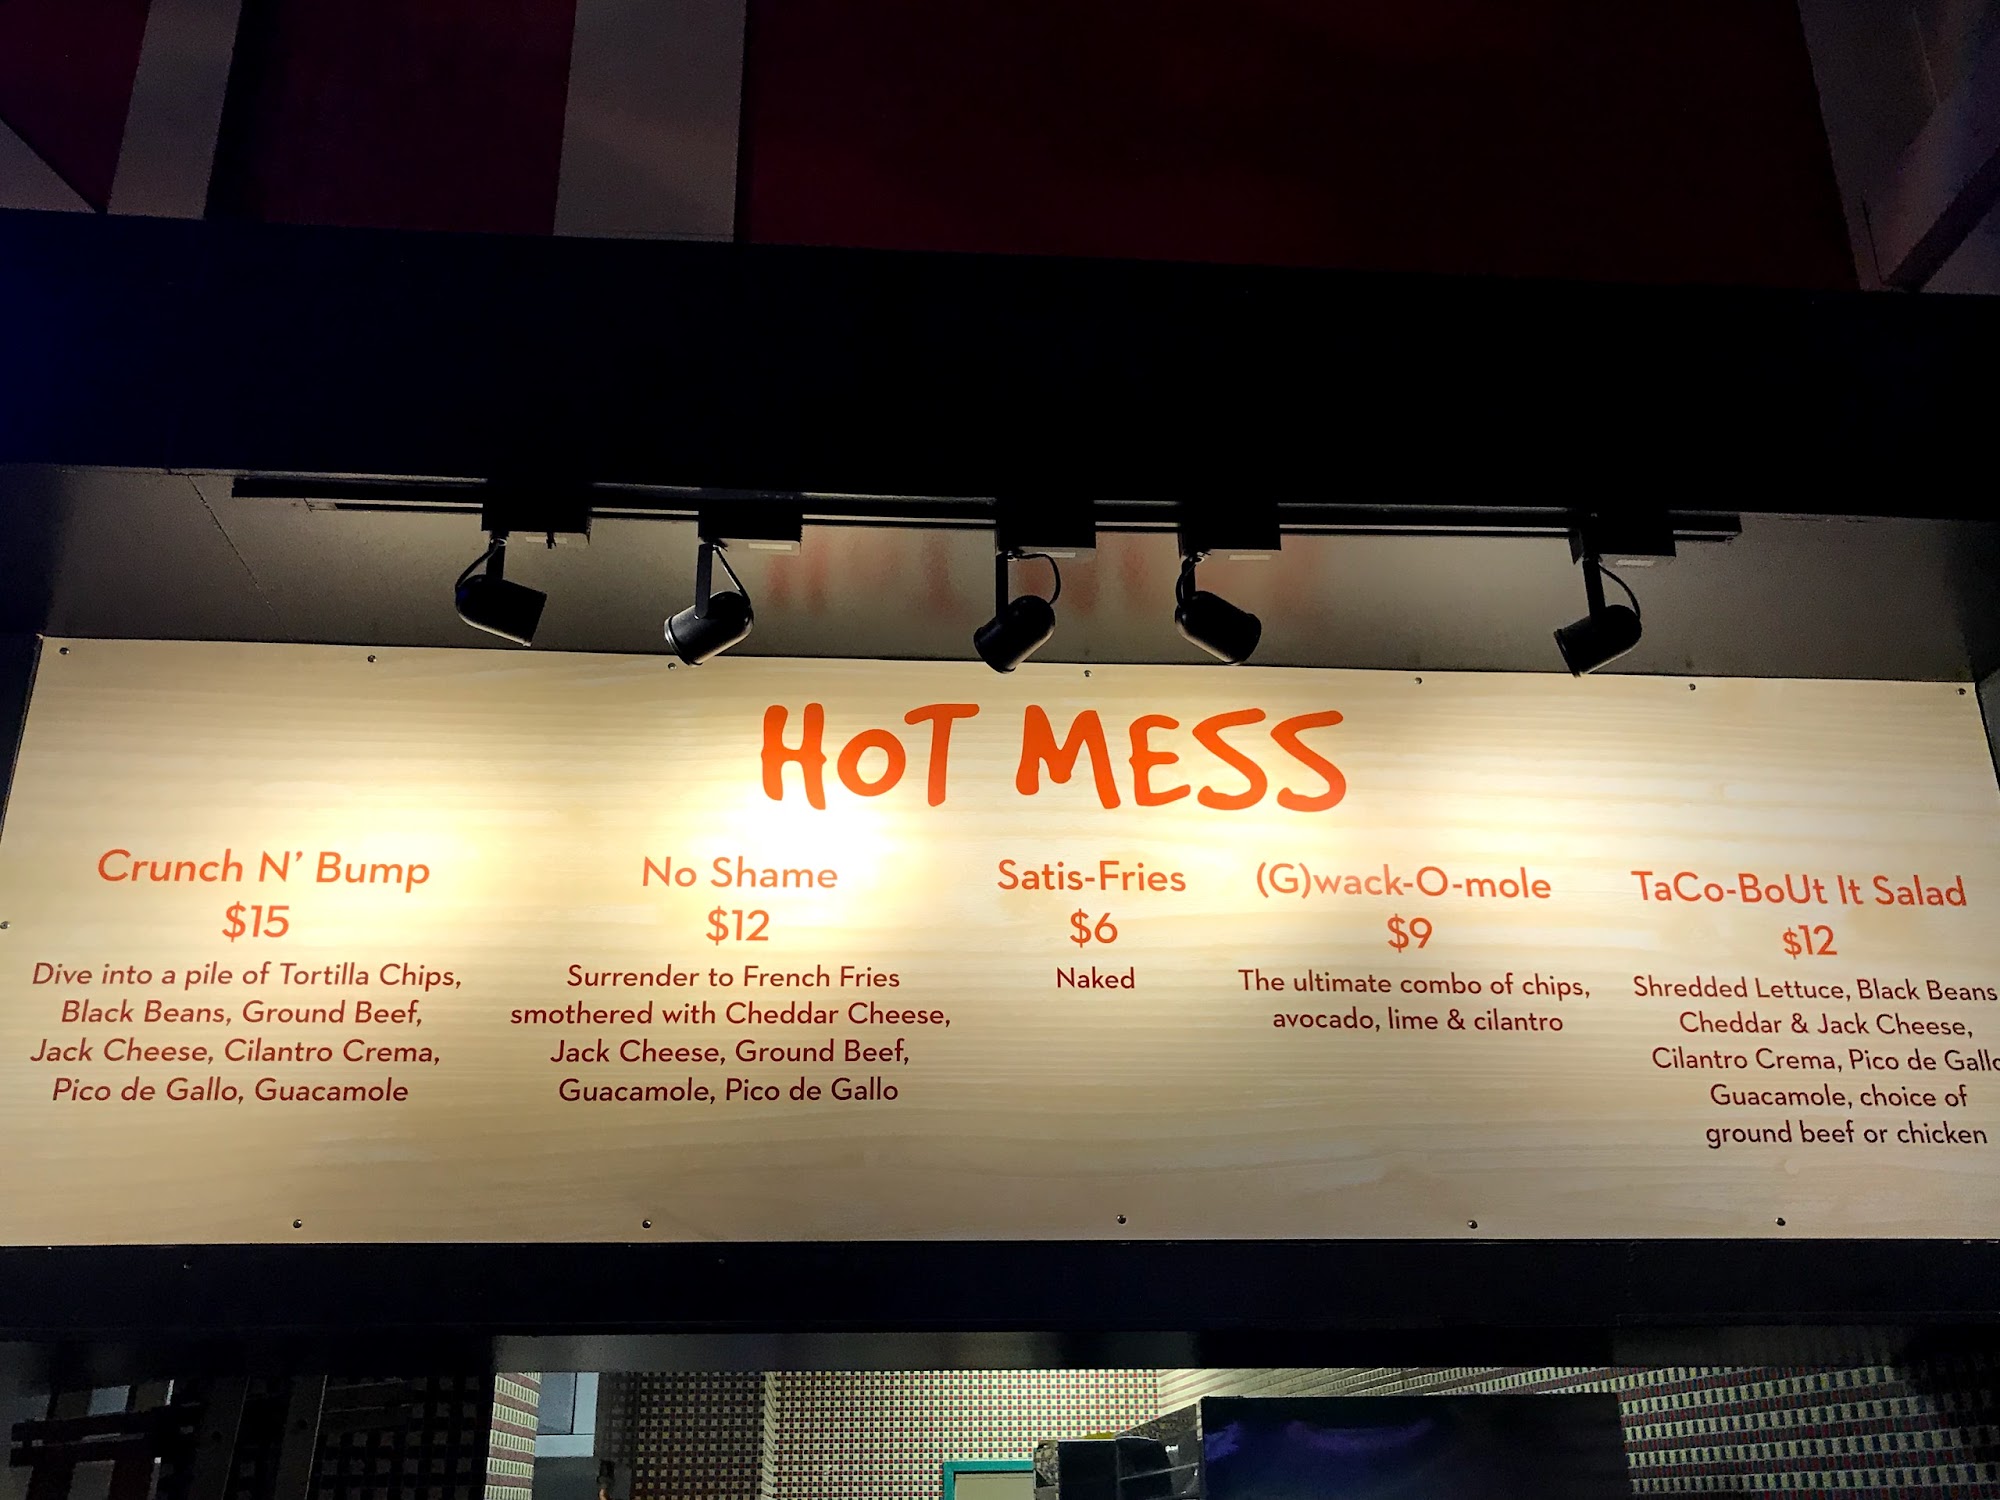 HOT MESS
Crunch N' Bump
$15
Dive into a pile of Tortilla Chips,
Black Beans, Ground Beef,
Jack Cheese, Cilantro Crema,
Pico de Gallo, Guacamole
No Shame
$12
Surrender to French Fries
smothered with Cheddar Cheese,
Jack Cheese, Ground Beef,
Guacamole, Pico de Gallo
Satis-Fries
$6
Naked
(G)wack-O-mole
$9
The ultimate combo of chips,
avocado, lime & cilantro
TaCo-BoUt It Salad
$12
Shredded Lettuce, Black Beans
Cheddar & Jack Cheese,
Cilantro Crema, Pico de Gallo
Guacamole, choice of
ground beef or chicken